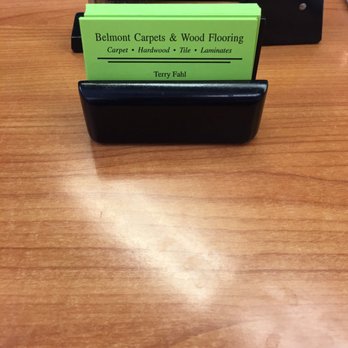 Belmont Carpets & Wood Flooring
Carpet • Hardwood • Tile • Laminates
Terry Fahl